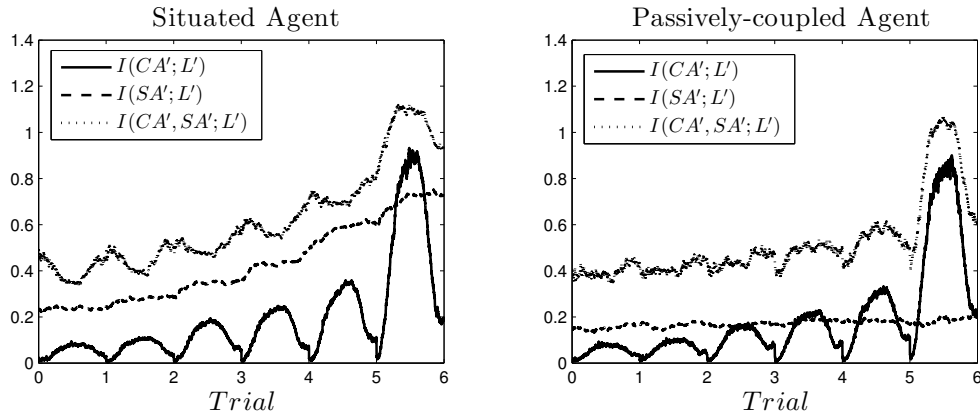 Situated Agent
1.4
1.2
1
0.8
0.6
0.4
0.2
0
I(CA′;L′)
I(SA′;L′)
I(CA′,SA′;L′)
0 1 2 3 4 5 6
Trial
Passively-coupled Agent
1.4
1.2
1
0.8
0.6
0.4
0.2
0
I(CA′;L′)
I(SA′;L′)
I(CA′,SA′;L′)
0 1 2 3 4 5 6
Trial